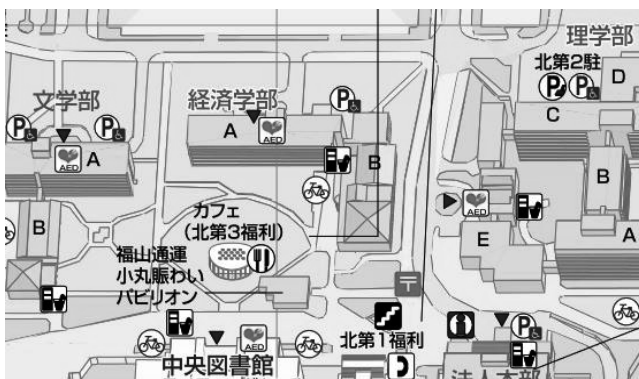 理学部
北第2駐
D
P
P
文学部
経済学部
P
P
P
P
A
AED
A
AED
C
B
B
カフェ
(北第3福利)
AED
E
A
B
福山通運
小丸賑わい
パビリオン
〒
北第1福利
P
AED
中央図書館
法人本部